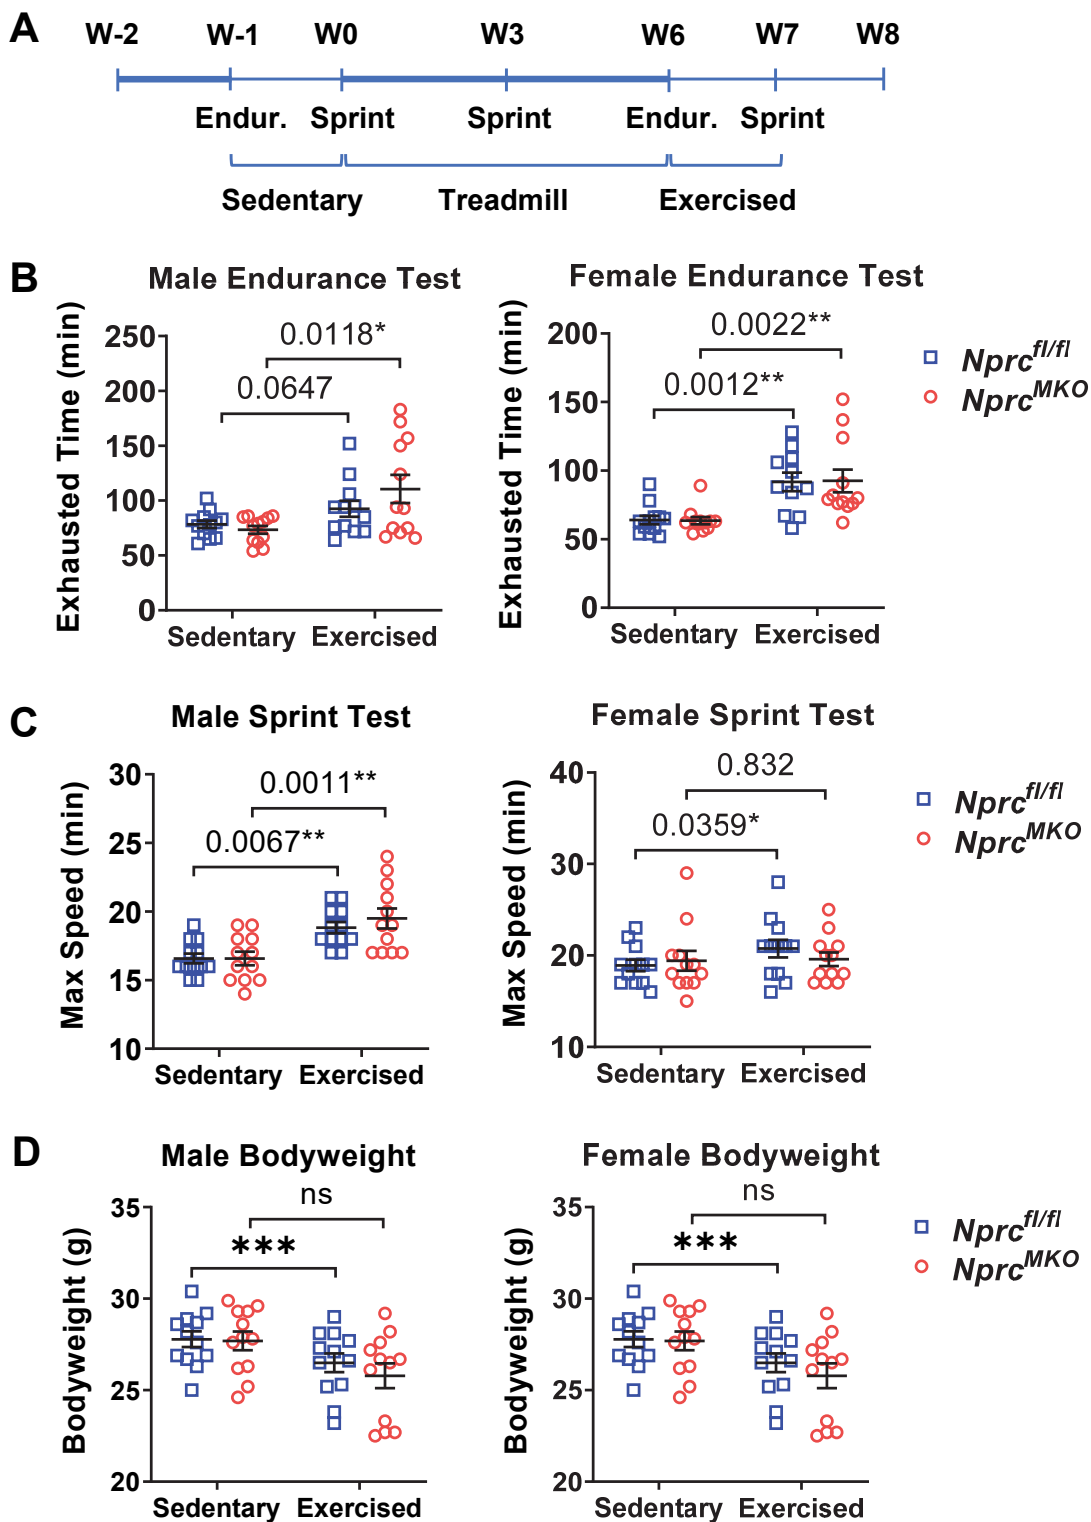 A
W-2 W-1 W0 W3 W6 W7 W8
Endur. Sprint Sprint Endur. Sprint
Sedentary Treadmill Exercised
B
Male Endurance Test
Exhausted Time (min)
250
200
150
100
50
0
0.0118*
0.0647
Sedentary Exercised
Female Endurance Test
Exhausted Time (min)
200
150
100
50
0
0.0022**
0.0012**
Sedentary Exercised
Nprc fl/fl
Nprc MKO
C
Male Sprint Test
Max Speed (min)
30
25
20
15
10
0.0011**
0.0067**
Sedentary Exercised
Female Sprint Test
Max Speed (min)
40
30
20
10
0.832
0.0359*
Sedentary Exercised
Nprc fl/fl
Nprc MKO
D
Male Bodyweight
Bodyweight (g)
35
30
25
20
ns
***
Sedentary Exercised
Female Bodyweight
Bodyweight (g)
35
30
25
20
ns
***
Sedentary Exercised
Nprc fl/fl
Nprc MKO